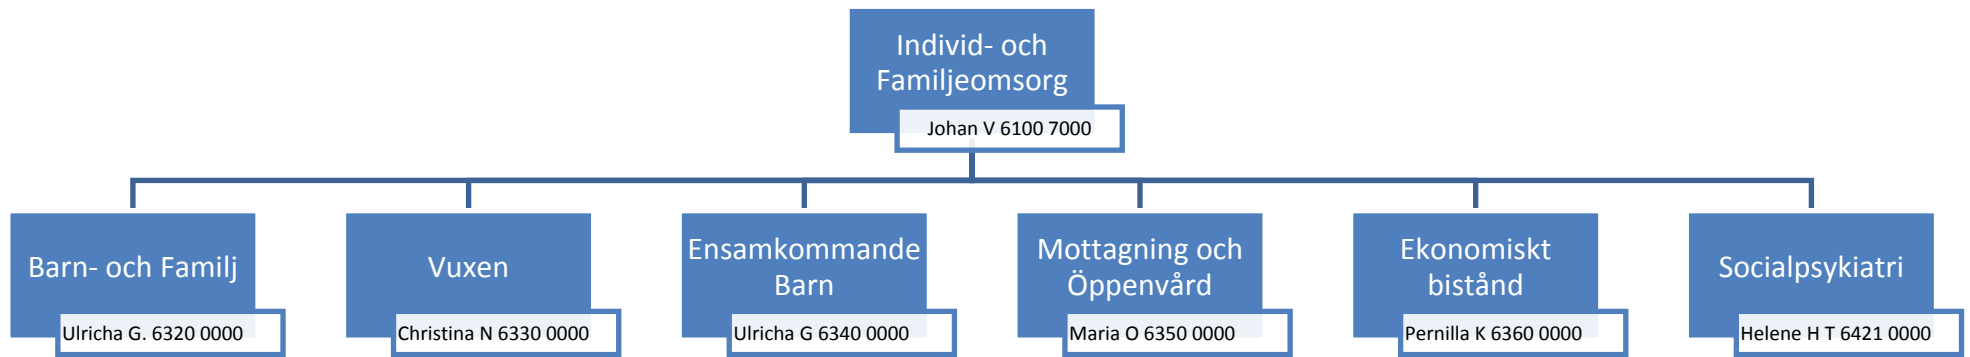 Individ- och
Familjeomsorg
Johan V 6100 7000
Barn- och Familj
Ulricha G. 6320 0000
Vuxen
Christina N 6330 0000
Ensamkommande
Barn
Ulricha G 6340 0000
Mottagning och
Öppenvård
Maria O 6350 0000
Ekonomiskt
bistånd
Pernilla K 6360 0000
Socialpsykiatri
Helene H T 6421 0000